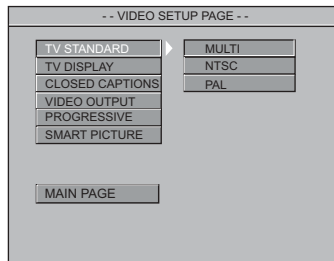 - - VIDEO SETUP PAGE - -
TV STANDARD
TV DISPLAY
CLOSED CAPTIONS
VIDEO OUTPUT
PROGRESSIVE
SMART PICTURE
MAIN PAGE
MULTI
NTSC
PAL